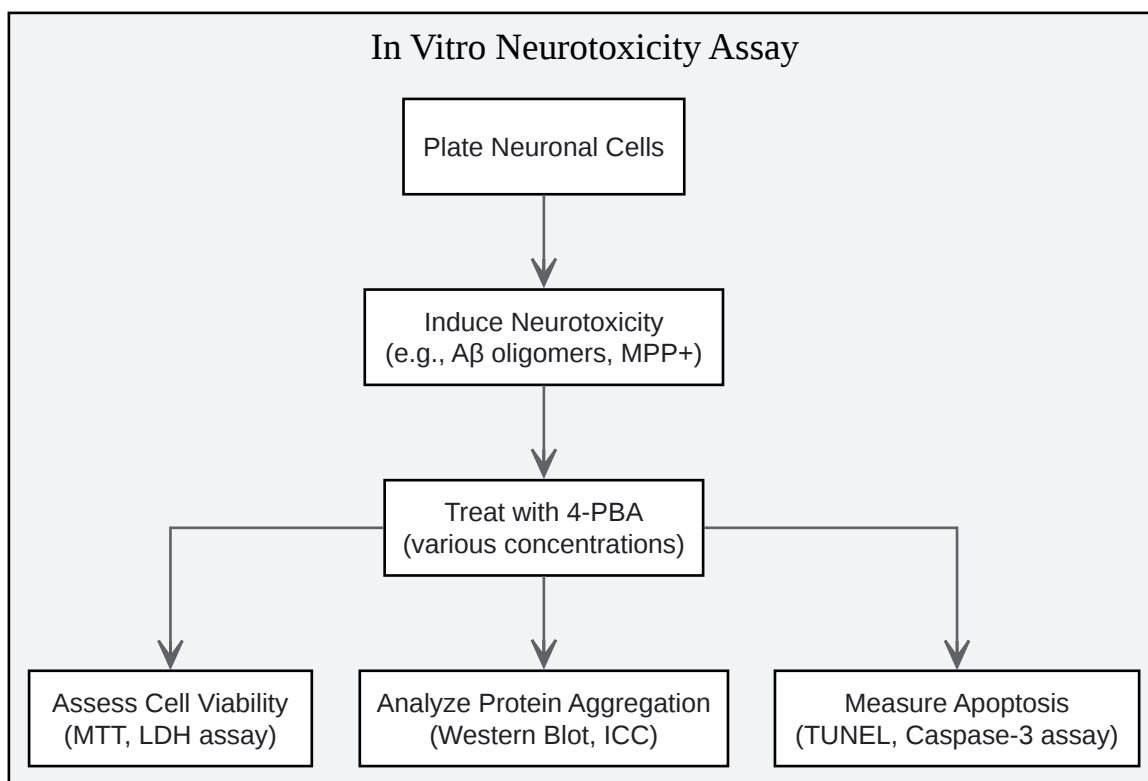 In Vitro Neurotoxicity Assay
Plate Neuronal Cells
Induce Neurotoxicity
(e.g., Aβ oligomers, MPP+)
Treat with 4-PBA
(various concentrations)
Assess Cell Viability
(MTT, LDH assay)
Analyze Protein Aggregation
(Western Blot, ICC)
Measure Apoptosis
(TUNEL, Caspase-3 assay)